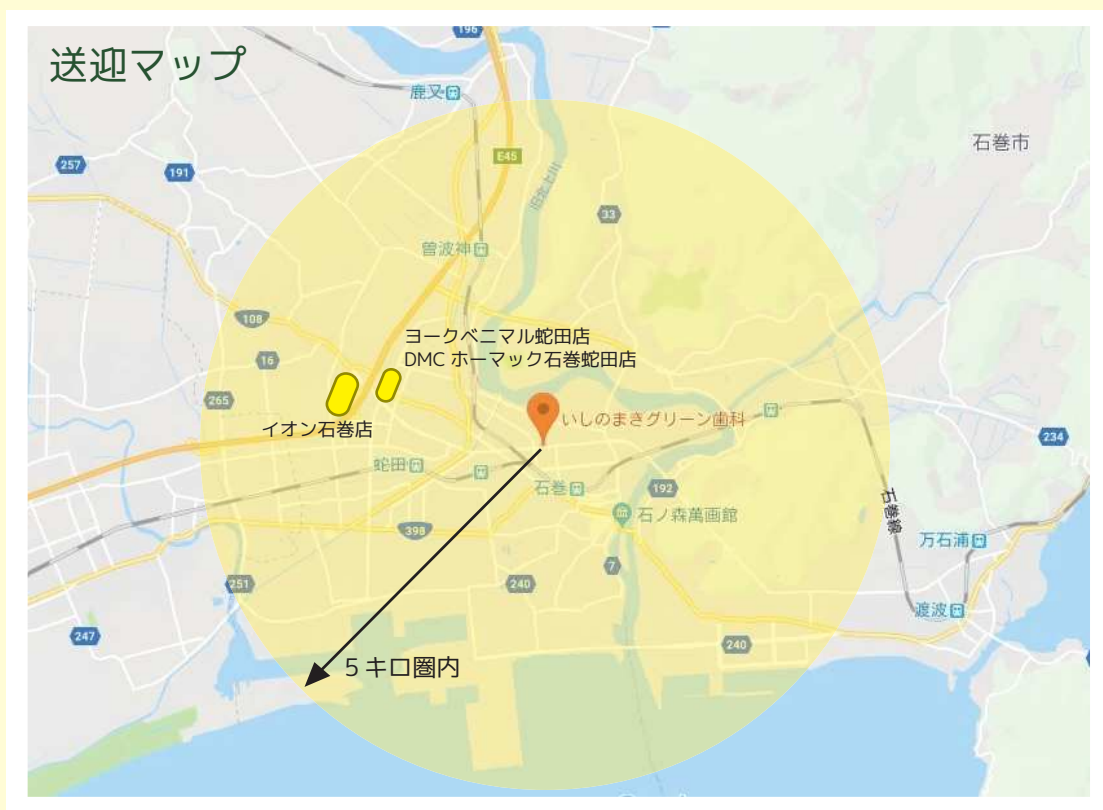 送迎マップ
196
鹿又
石巻市
257
191
E45
旧北上川
33
曽波神
108
ヨークベニマル蛇田店
DMC ホーマック石巻蛇田店
16
265
イオン石巻店
いしのまきグリーン歯科
234
蛇田
石巻
192
石ノ森萬画館
石巻線
398
万石浦
7
251
240
渡波
247
240
5キロ圏内